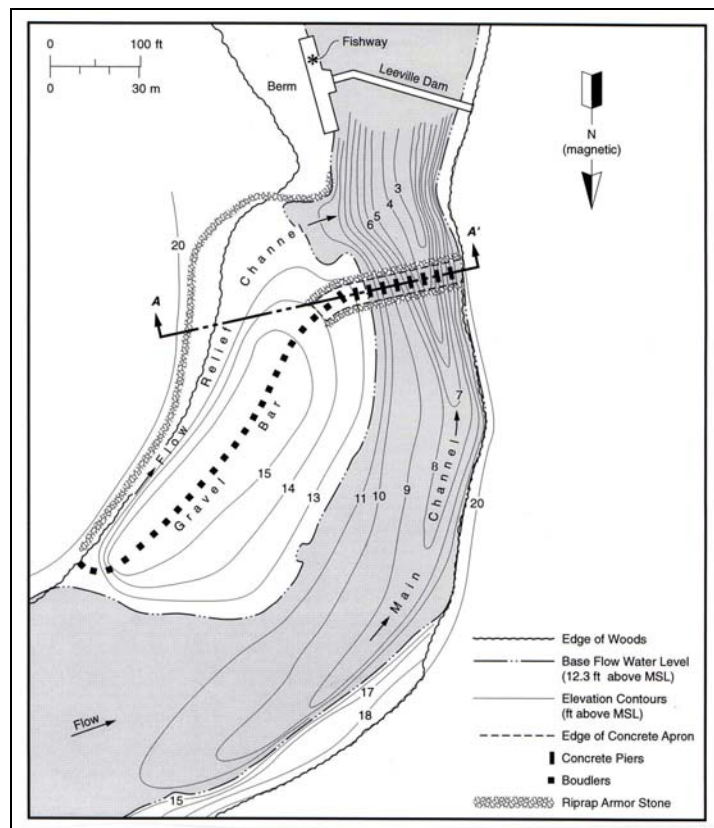 0 100 ft
0 30 m
Fishway
Berm
Leeville Dam
N
(magnetic)
3
4
5
6
20
Channel
A'
A
Relief
Flow
7
Bar
15
14
13
11
10
9
8
Gravel
Channel
20
Main
Flow
17
18
15
Edge of Woods
Base Flow Water Level
(12.3 ft above MSL)
Elevation Contours
(ft above MSL)
Edge of Concrete Apron
Concrete Piers
Boudlers
Riprap Armor Stone